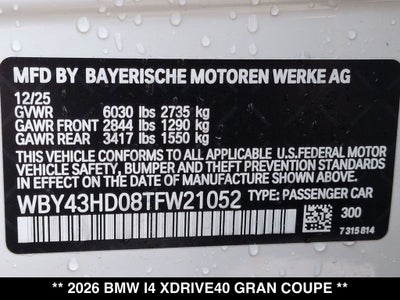 MFD BY BAYERISCHE MOTOREN WERKE AG
12/25
GVWR 6030 lbs 2735 kg
GAWR FRONT 2844 lbs 1290 kg
GAWR REAR 3417 lbs 1550 kg
THIS VEHICLE CONFORMS TO ALL APPLICABLE U.S. FEDERAL MOTOR
VEHICLE SAFETY, BUMPER AND THEFT PREVENTION STANDARDS IN
EFFECT ON THE DATE OF MANUFACTURE SHOWN ABOVE.
WBY43HD08TFW21052 TYPE: PASSENGER CAR
300
7 315 814
** 2026 BMW I4 XDRIVE40 GRAN COUPE **